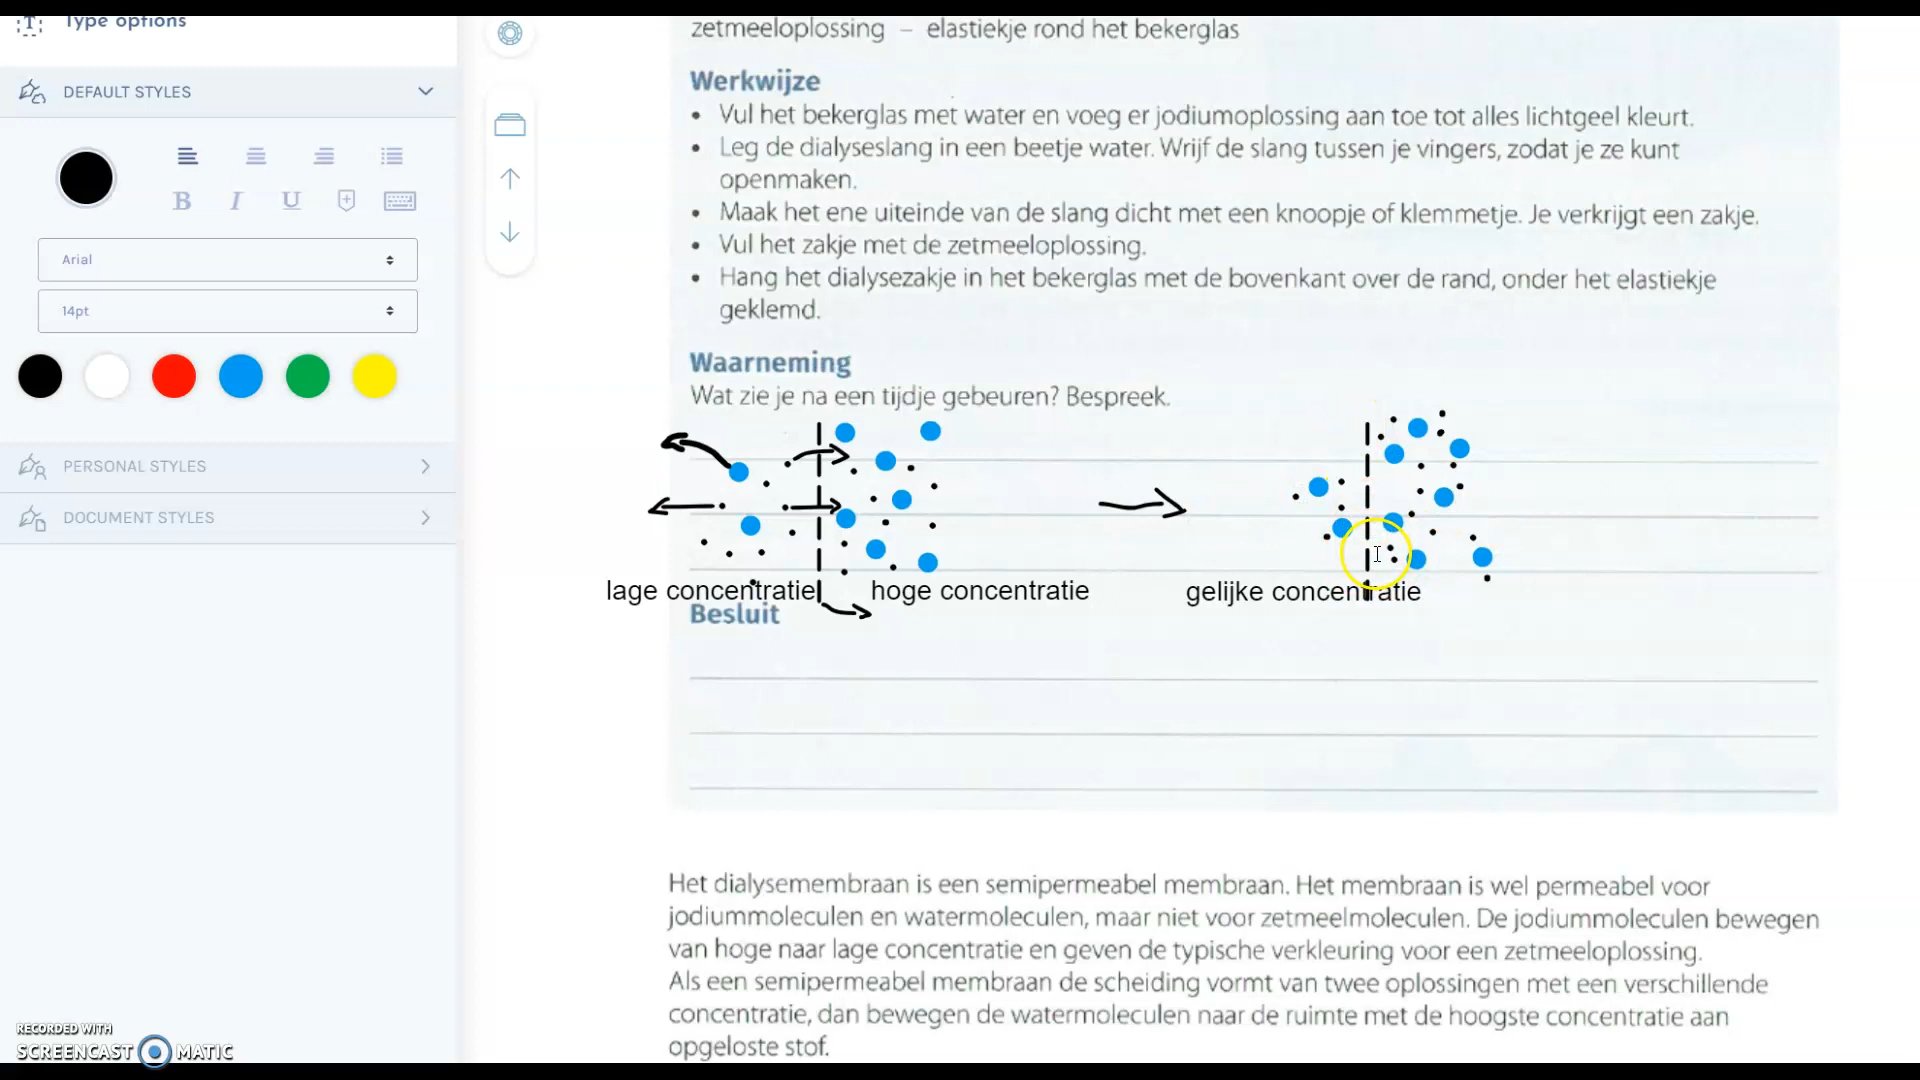 Type options
DEFAULT STYLES
B I U
Arial
14pt
PERSONAL STYLES
DOCUMENT STYLES
zetmeeloplossing – elastiekje rond het bekerglas
Werkwijze
• Vul het bekerglas met water en voeg er jodiumoplossing aan toe tot alles lichtgeel kleurt.
• Leg de dialyseslang in een beetje water. Wrijf de slang tussen je vingers, zodat je ze kunt
openmaken.
• Maak het ene uiteinde van de slang dicht met een knoopje of klemmetje. Je verkrijgt een zakje.
• Vul het zakje met de zetmeeloplossing.
• Hang het dialysezakje in het bekerglas met de bovenkant over de rand, onder het elastiekje
geklemd.
Waarneming
Wat zie je na een tijdje gebeuren? Bespreek.
lage concentratie hoge concentratie gelijke concentratie
Besluit
Het dialysemembraan is een semipermeabel membraan. Het membraan is wel permeabel voor
jodiummoleculen en watermoleculen, maar niet voor zetmeelmoleculen. De jodiummoleculen bewegen
van hoge naar lage concentratie en geven de typische verkleuring voor een zetmeeloplossing.
Als een semipermeabel membraan de scheiding vormt van twee oplossingen met een verschillende
concentratie, dan bewegen de watermoleculen naar de ruimte met de hoogste concentratie aan
opgeloste stof.
RECORDED WITH
SCREENCAST MATIC